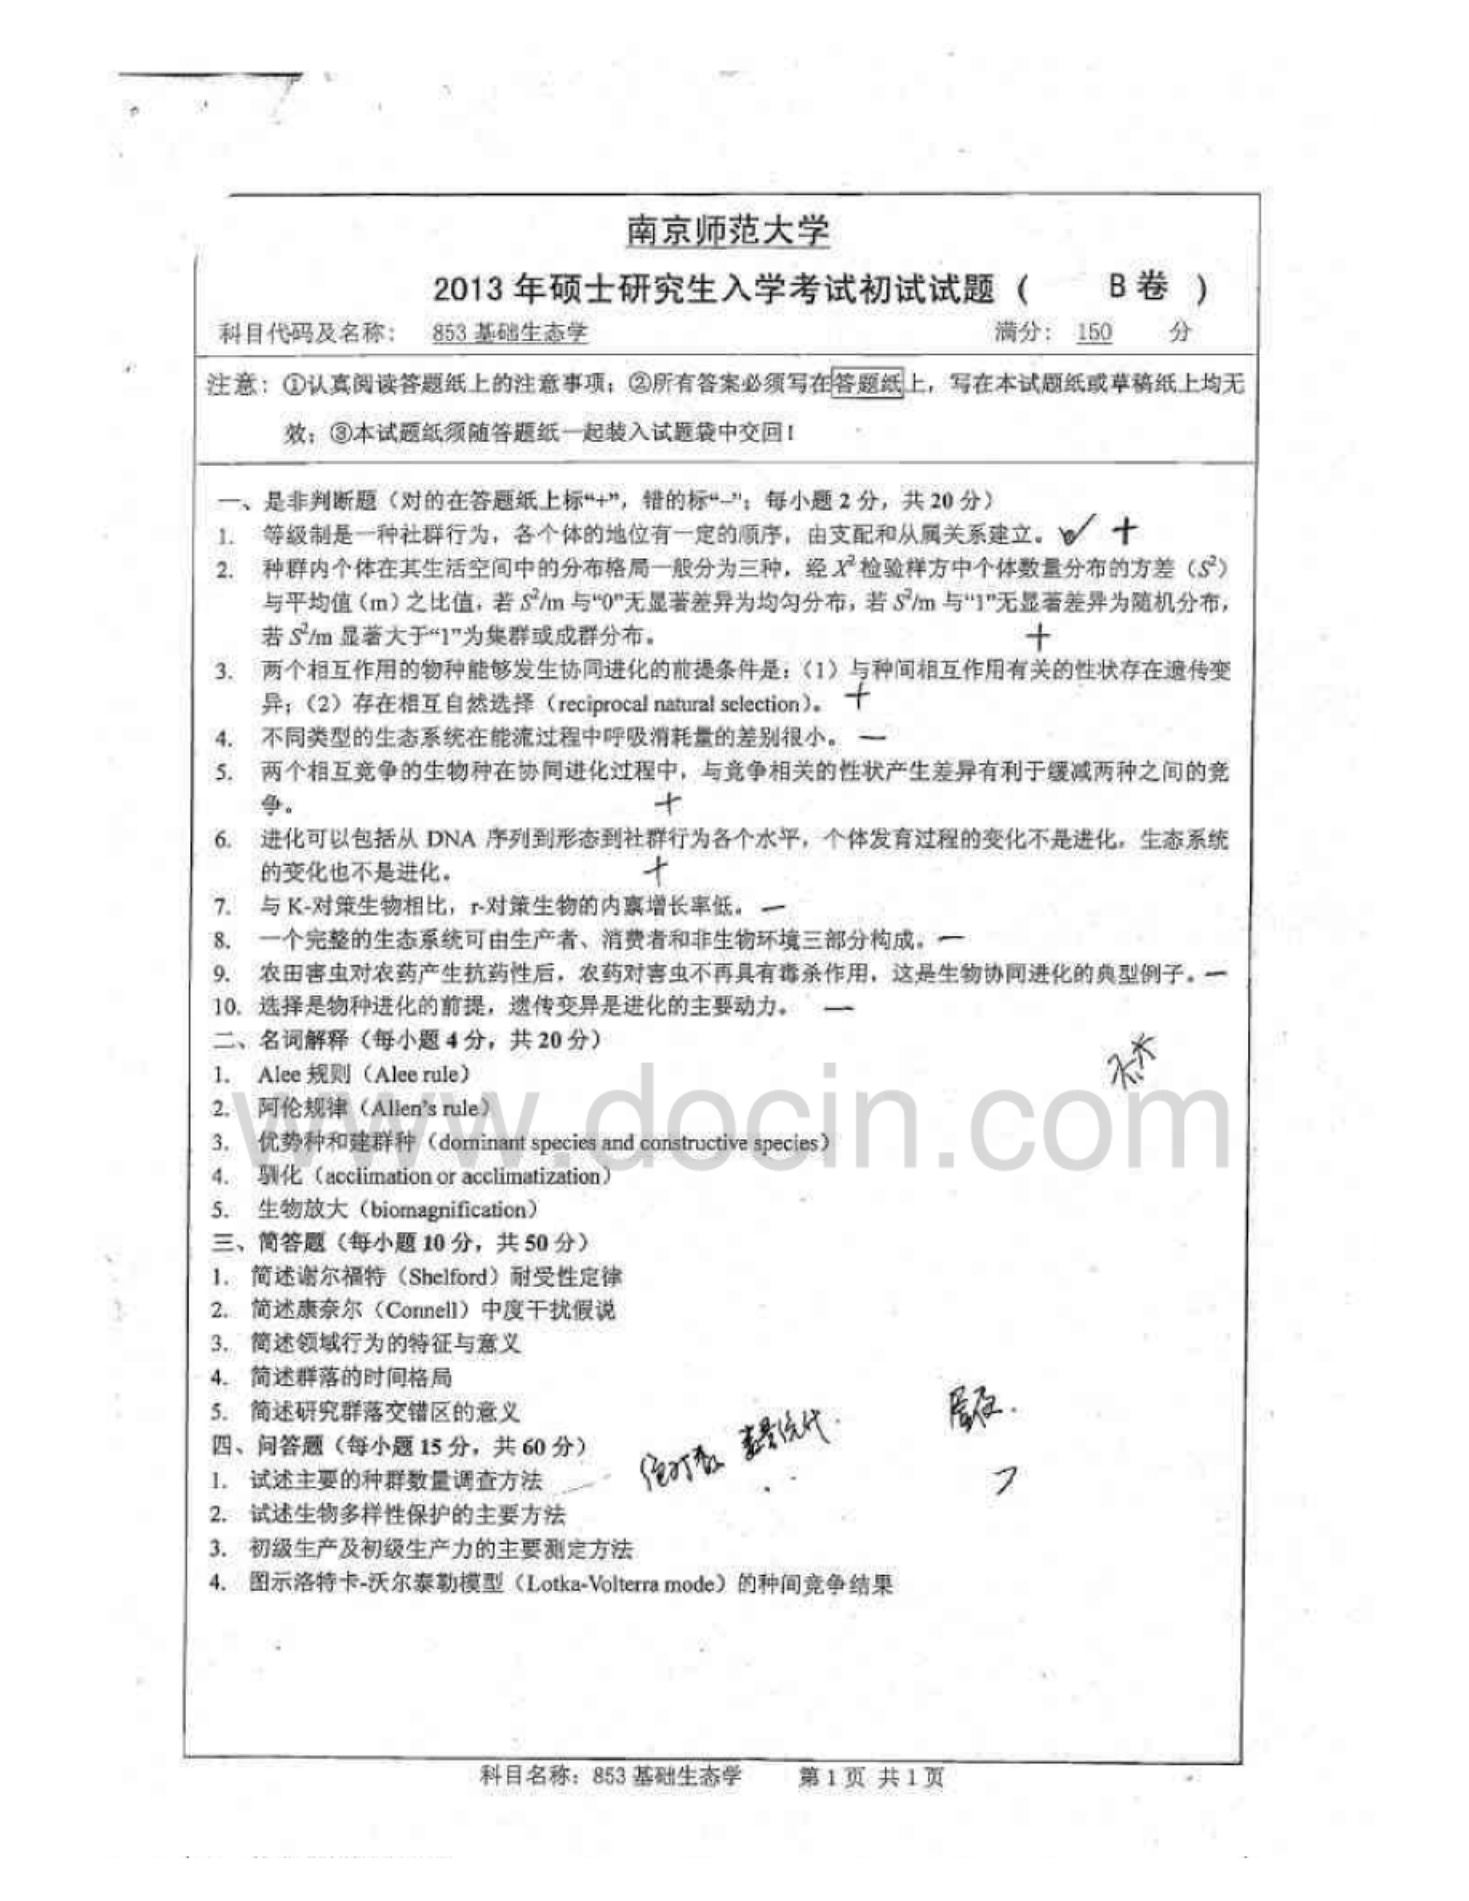 南京师范大学
2013 年硕士研究生入学考试初试试题 ( B 卷 )
科目代码及名称: 853 基础生态学 满分: 150 分
注意: ①认真阅读答题纸上的注意事项; ②所有答案必须写在答题纸上, 写在本试题纸或草稿纸上均无
效; ③本试题纸须随答题纸一起装入试题袋中交回!
一、是非判断题（对的在答题纸上标“+”, 错的标“–”; 每小题 2 分, 共 20 分）
1. 等级制是一种社群行为, 各个体的地位有一定的顺序, 由支配和从属关系建立。 +
2. 种群内个体在其生活空间中的分布格局一般分为三种, 经 X² 检验样方中个体数量分布的方差（S²）
与平均值（m）之比值, 若 S²/m 与“0”无显著差异为均匀分布, 若 S²/m 与“1”无显著差异为随机分布,
若 S²/m 显著大于“1”为集群或成群分布。 +
3. 两个相互作用的物种能够发生协同进化的前提条件是:（1）与种间相互作用有关的性状存在遗传变
异;（2）存在相互自然选择（reciprocal natural selection）。 +
4. 不同类型的生态系统在能流过程中呼吸消耗量的差别很小。 —
5. 两个相互竞争的生物种在协同进化过程中, 与竞争相关的性状产生差异有利于缓减两种之间的竞
争。 +
6. 进化可以包括从 DNA 序列到形态到社群行为各个水平, 个体发育过程的变化不是进化, 生态系统
的变化也不是进化。 +
7. 与 K-对策生物相比, r-对策生物的内禀增长率低。 —
8. 一个完整的生态系统可由生产者、消费者和非生物环境三部分构成。 —
9. 农田害虫对农药产生抗药性后, 农药对害虫不再具有毒杀作用, 这是生物协同进化的典型例子。 —
10. 选择是物种进化的前提, 遗传变异是进化的主要动力。 —
二、名词解释（每小题 4 分, 共 20 分）
1. Alee 规则（Alee rule）
2. 阿伦规律（Allen's rule）
3. 优势种和建群种（dominant species and constructive species）
4. 驯化（acclimation or acclimatization）
5. 生物放大（biomagnification）
www.docin.com
三、简答题（每小题 10 分, 共 50 分）
1. 简述谢尔福特（Shelford）耐受性定律
2. 简述康奈尔（Connell）中度干扰假说
3. 简述领域行为的特征与意义
4. 简述群落的时间格局
5. 简述研究群落交错区的意义
四、问答题（每小题 15 分, 共 60 分）
1. 试述主要的种群数量调查方法
2. 试述生物多样性保护的主要方法
3. 初级生产及初级生产力的主要测定方法
4. 图示洛特卡-沃尔泰勒模型（Lotka-Volterra mode）的种间竞争结果
科目名称: 853 基础生态学 第 1 页 共 1 页